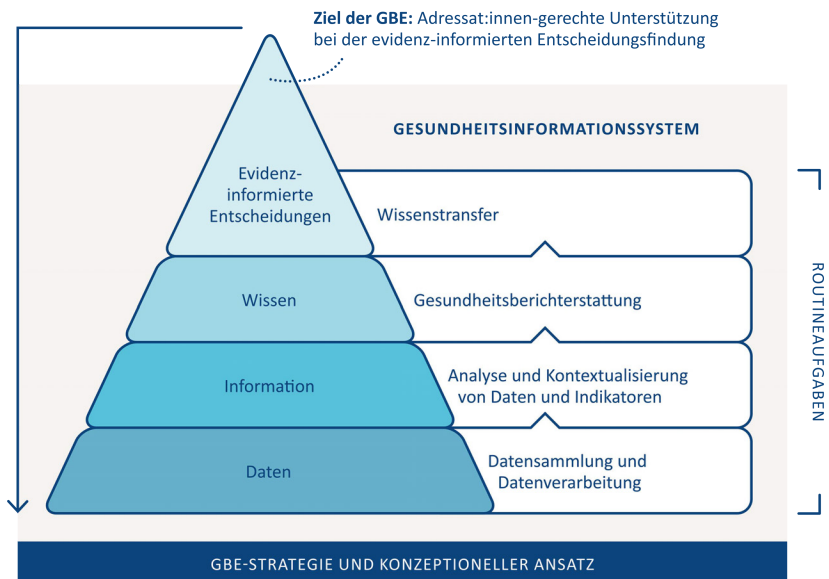 Ziel der GBE: Adressat:innen-gerechte Unterstützung
bei der evidenz-informierten Entscheidungsfindung
GESUNDHEITSINFORMATIONSSYSTEM
Evidenz-
informierte
Entscheidungen
Wissenstransfer
Wissen
Gesundheitsberichterstattung
Information
Analyse und Kontextualisierung
von Daten und Indikatoren
Daten
Datensammlung und
Datenverarbeitung
ROUTINEAUFGABEN
GBE-STRATEGIE UND KONZEPTIONELLER ANSATZ